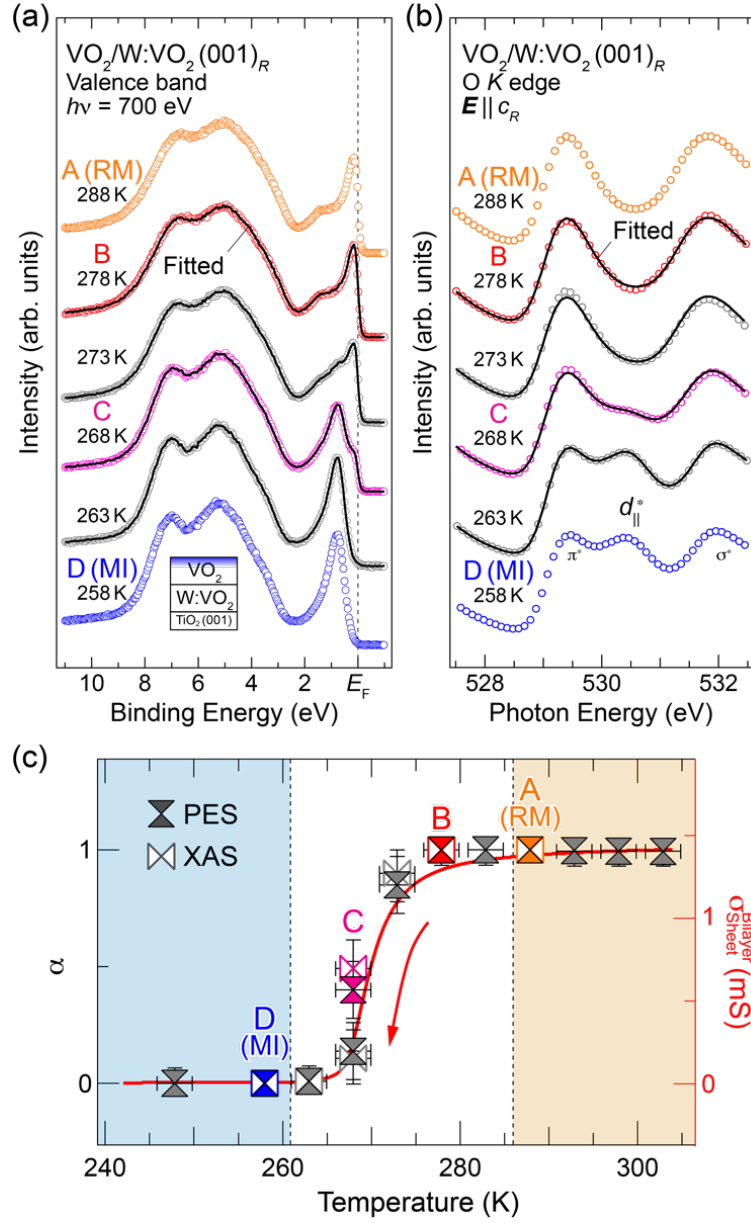 (a)
VO₂/W:VO₂ (001)R
Valence band
hν = 700 eV
A (RM)
288 K
B
Fitted
278 K
273 K
C
268 K
263 K
D (MI)
258 K
VO₂
W:VO₂
TiO₂ (001)
Intensity (arb. units)
10 8 6 4 2 EF
Binding Energy (eV)
(b)
VO₂/W:VO₂ (001)R
O K edge
E || cR
A (RM)
288 K
B
Fitted
278 K
273 K
C
268 K
263 K
d||*
D (MI)
π*
σ*
258 K
Intensity (arb. units)
528 530 532
Photon Energy (eV)
(c)
PES
XAS
B
A
(RM)
C
D
(MI)
1
0
α
1
0
σSheet Bilayer (mS)
240 260 280 300
Temperature (K)